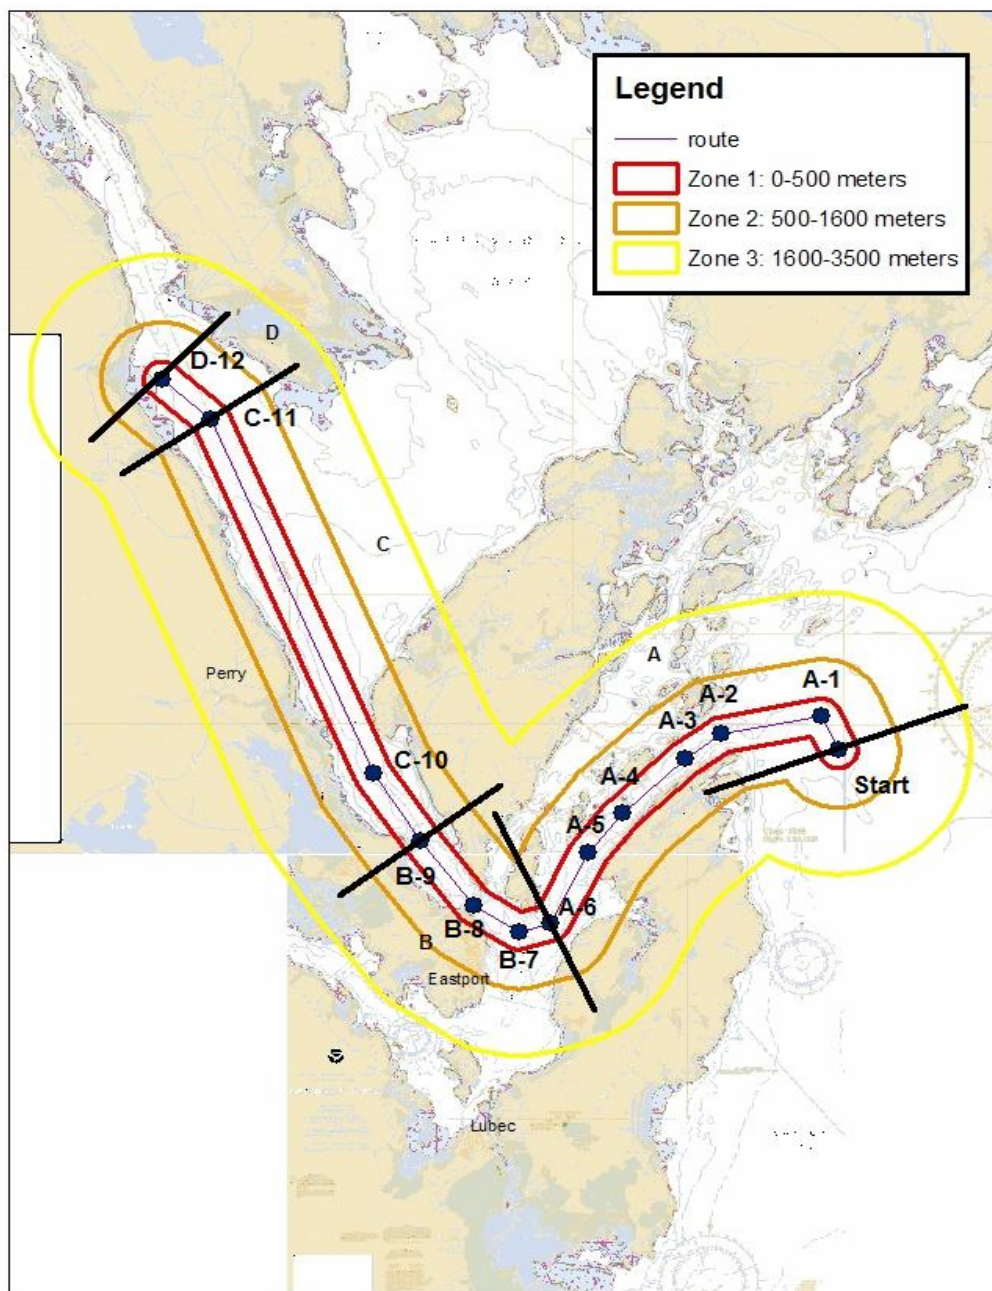 Legend
route
Zone 1: 0-500 meters
Zone 2: 500-1600 meters
Zone 3: 1600-3500 meters
D
D-12
C-11
C
A
Perry
A-1
A-2
A-3
C-10
Start
A-4
A-5
B-9
A-6
B-8
B
B-7
Eastport
Lubec